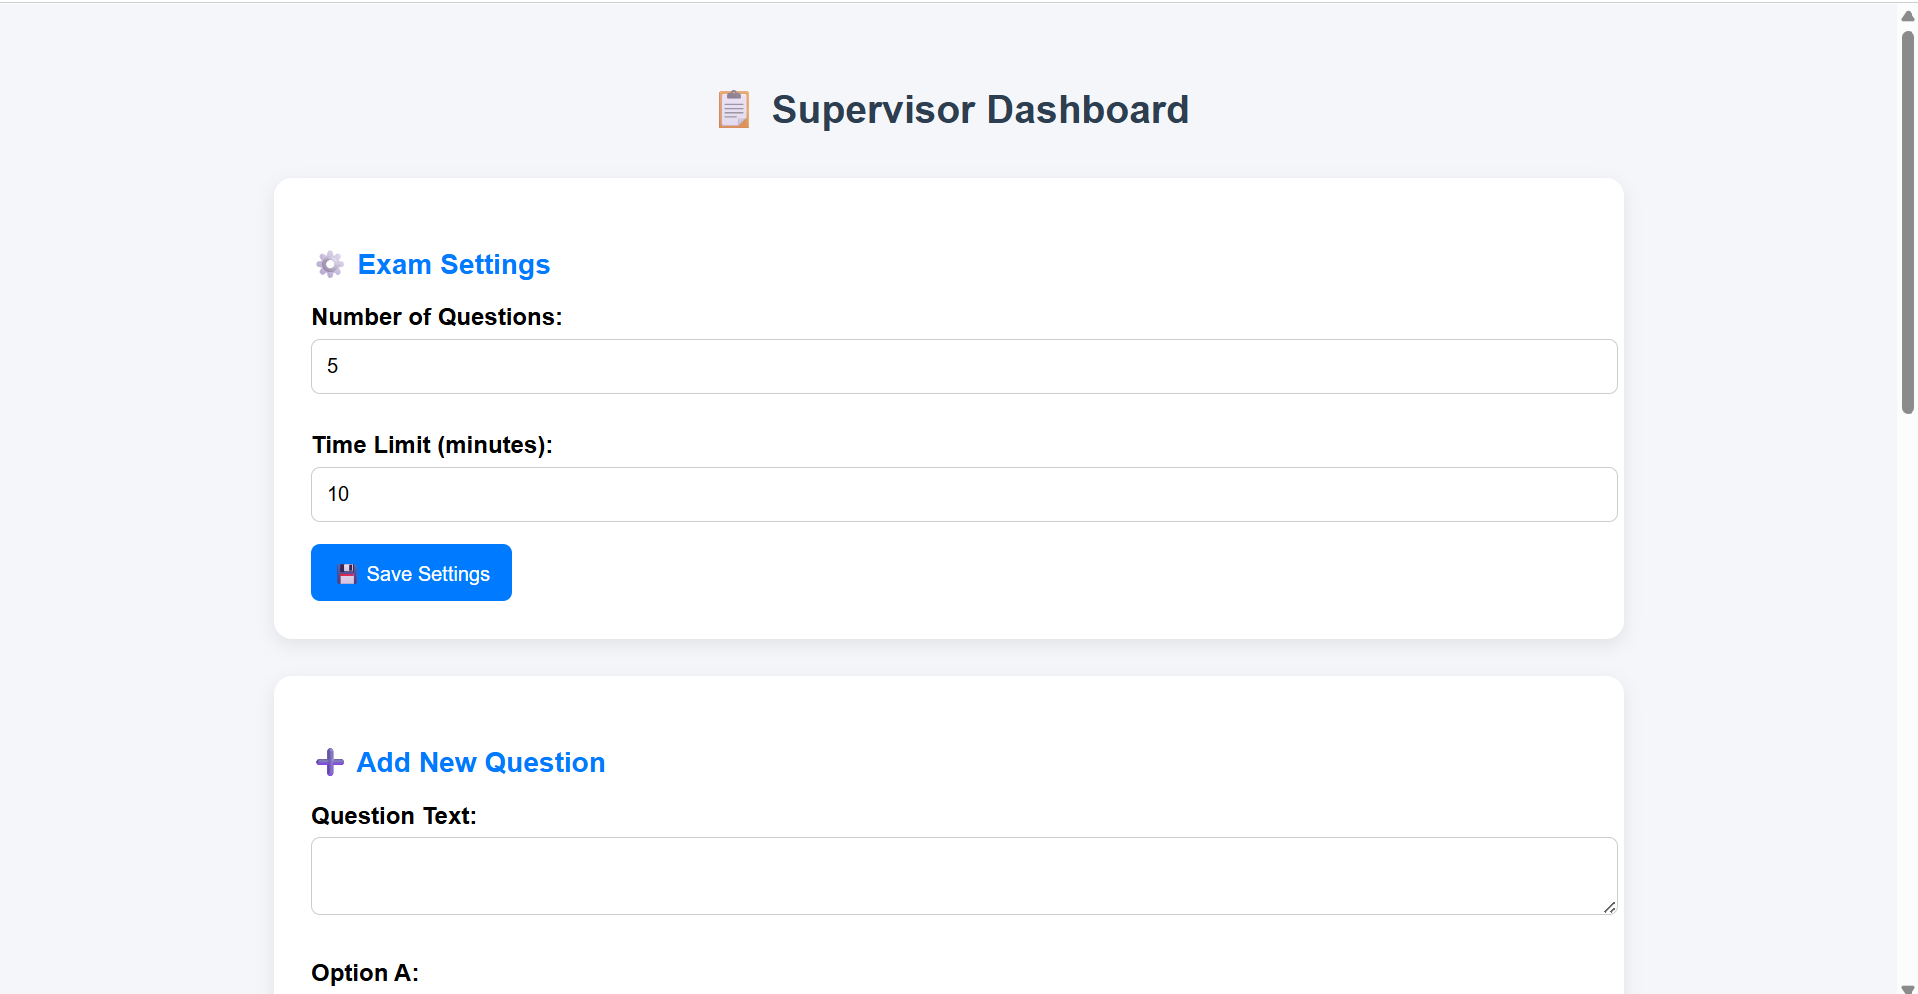 Supervisor Dashboard
Exam Settings
Number of Questions:
5
Time Limit (minutes):
10
Save Settings
Add New Question
Question Text:
Option A: